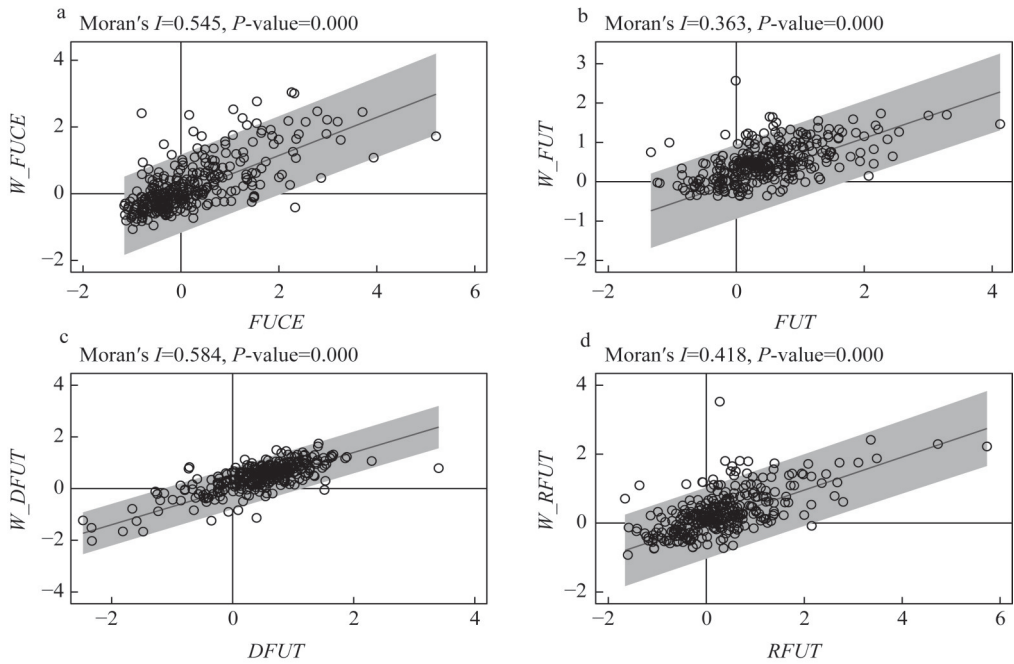 a
Moran's I=0.545, P-value=0.000
4
2
0
−2
W_FUCE
−2 0 2 4 6
FUCE
b
Moran's I=0.363, P-value=0.000
3
2
1
0
−1
−2
W_FUT
−2 0 2 4
FUT
c
Moran's I=0.584, P-value=0.000
4
2
0
−2
−4
W_DFUT
−2 0 2 4
DFUT
d
Moran's I=0.418, P-value=0.000
4
2
0
−2
W_RFUT
−2 0 2 4 6
RFUT